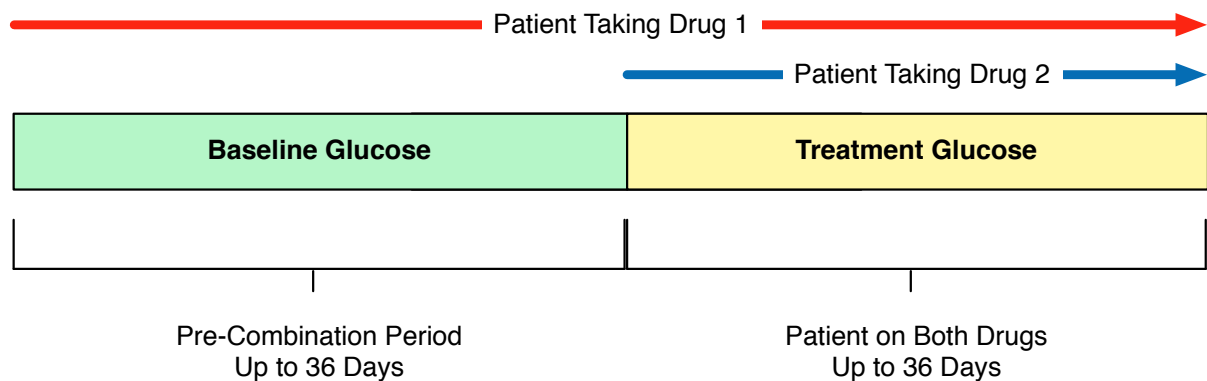 Patient Taking Drug 1
Patient Taking Drug 2
Baseline Glucose
Treatment Glucose
Pre-Combination Period
Up to 36 Days
Patient on Both Drugs
Up to 36 Days